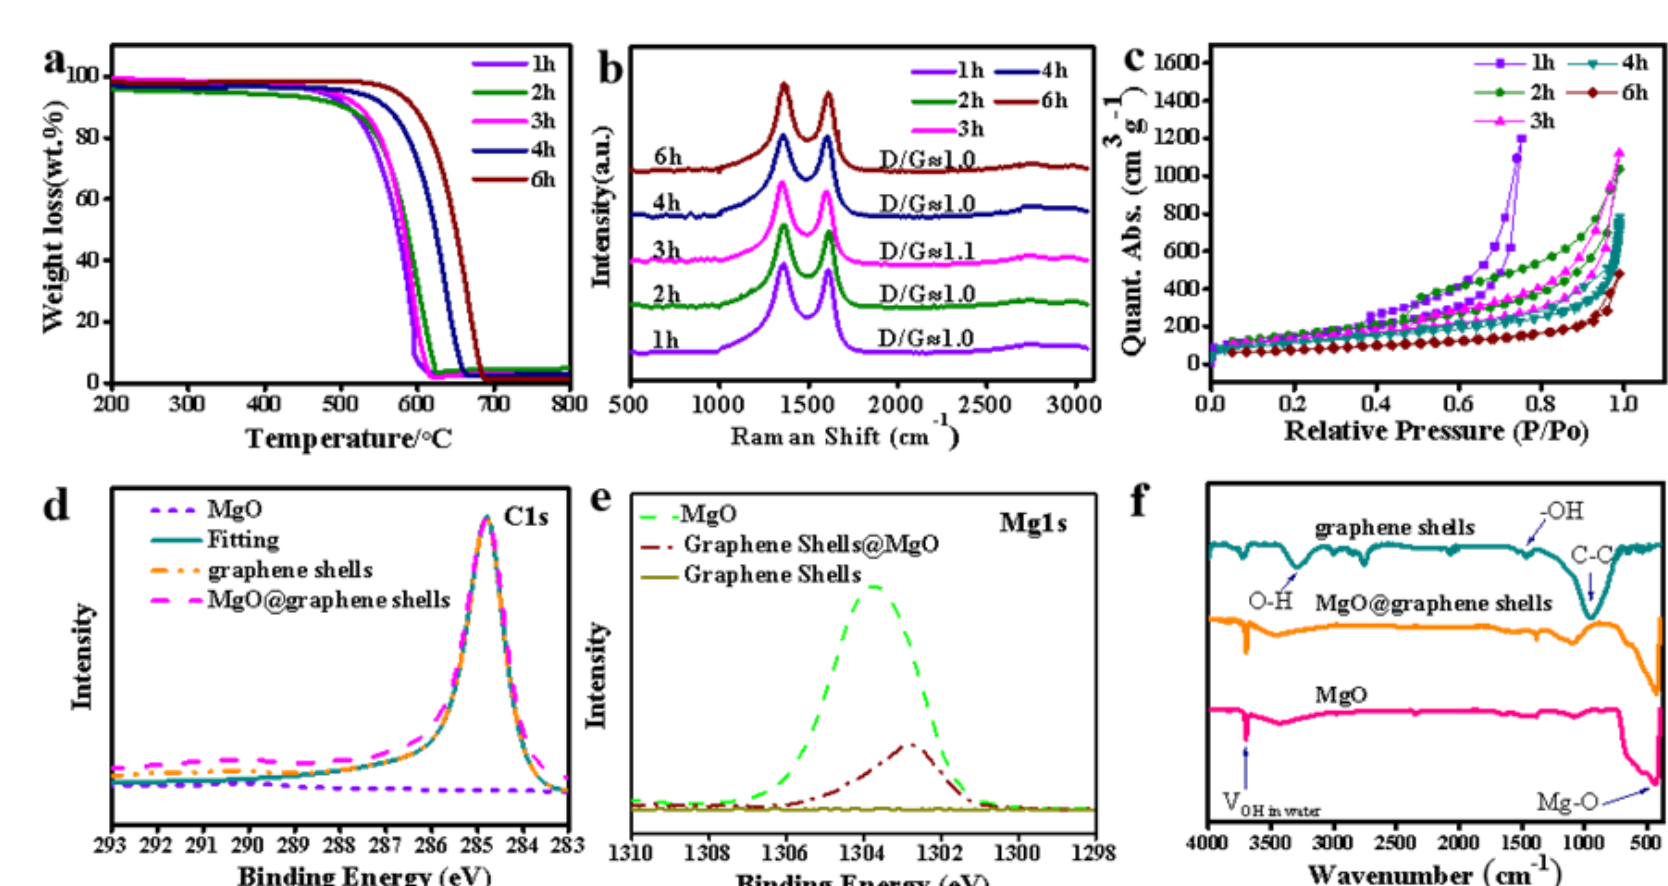 a
100
80
60
40
20
0
200 300 400 500 600 700 800
Weight loss(wt.%)
Temperature/°C
1h
2h
3h
4h
6h
b
1h 4h
2h 6h
3h
6h D/G≈1.0
4h D/G≈1.0
3h D/G≈1.1
2h D/G≈1.0
1h D/G≈1.0
500 1000 1500 2000 2500 3000
Intensity(a.u.)
Raman Shift (cm-1)
c
1600
1400
1200
1000
800
600
400
200
0
0.0 0.2 0.4 0.6 0.8 1.0
Quant. Abs. (cm3 g-1)
Relative Pressure (P/Po)
1h 4h
2h 6h
3h
d
MgO
Fitting
graphene shells
MgO@graphene shells
C1s
Intensity
293 292 291 290 289 288 287 286 285 284 283
Binding Energy (eV)
e
MgO
Graphene Shells@MgO
Graphene Shells
Mg1s
Intensity
1310 1308 1306 1304 1302 1300 1298
Binding Energy (eV)
f
graphene shells
-OH
C-C
O-H
MgO@graphene shells
MgO
VOH in water
Mg-O
4000 3500 3000 2500 2000 1500 1000 500
Wavenumber (cm-1)